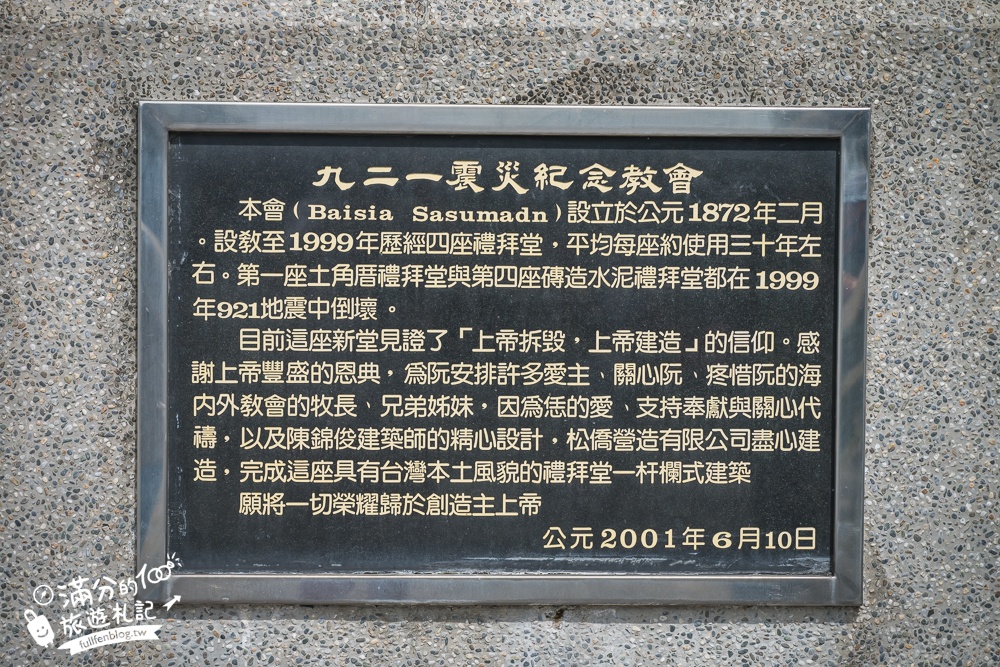 九二一震災紀念教會
本會(Baisia Sasumadn)設立於公元1872年二月
。設教至1999年歷經四座禮拜堂，平均每座約使用三十年左
右。第一座土角厝禮拜堂與第四座磚造水泥禮拜堂都在1999
年921地震中倒壞。
目前這座新堂見證了「上帝拆毀，上帝建造」的信仰。感
謝上帝豐盛的恩典，為阮安排許多愛主、關心阮、疼惜阮的海
內外教會的牧長、兄弟姊妹，因為恁的愛、支持奉獻與關心代
禱，以及陳錦俊建築師的精心設計，松僑營造有限公司盡心建
造，完成這座具有台灣本土風貌的禮拜堂一杆欄式建築
願將一切榮耀歸於創造主上帝
公元2001年6月10日
滿分的
旅遊札記
fullfenblog.tw